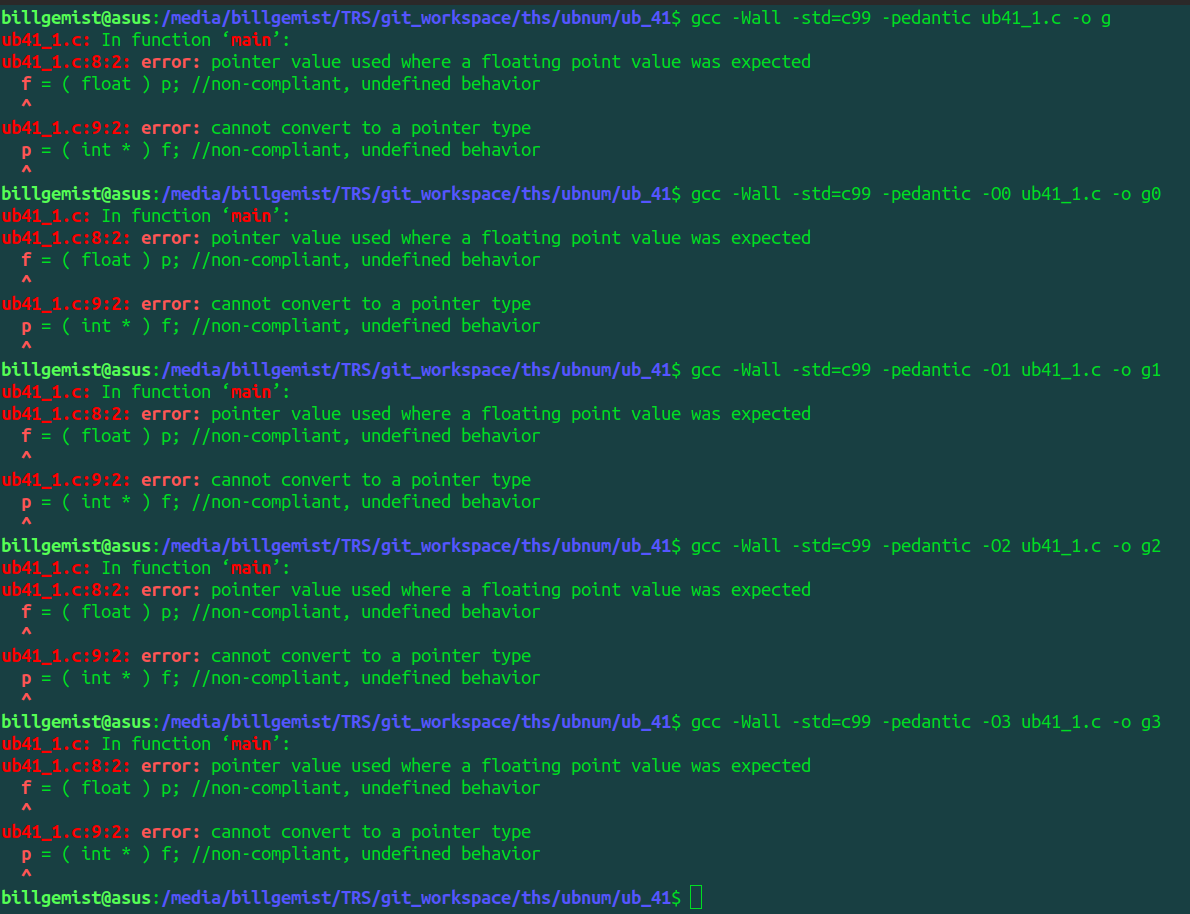 billgemist@asus:/media/billgemist/TRS/git_workspace/ths/ubnum/ub_41$ gcc -Wall -std=c99 -pedantic ub41_1.c -o g
ub41_1.c: In function ‘main’:
ub41_1.c:8:2: error: pointer value used where a floating point value was expected
  f = ( float ) p; //non-compliant, undefined behavior
  ^
ub41_1.c:9:2: error: cannot convert to a pointer type
  p = ( int * ) f; //non-compliant, undefined behavior
  ^
billgemist@asus:/media/billgemist/TRS/git_workspace/ths/ubnum/ub_41$ gcc -Wall -std=c99 -pedantic -O0 ub41_1.c -o g0
ub41_1.c: In function ‘main’:
ub41_1.c:8:2: error: pointer value used where a floating point value was expected
  f = ( float ) p; //non-compliant, undefined behavior
  ^
ub41_1.c:9:2: error: cannot convert to a pointer type
  p = ( int * ) f; //non-compliant, undefined behavior
  ^
billgemist@asus:/media/billgemist/TRS/git_workspace/ths/ubnum/ub_41$ gcc -Wall -std=c99 -pedantic -O1 ub41_1.c -o g1
ub41_1.c: In function ‘main’:
ub41_1.c:8:2: error: pointer value used where a floating point value was expected
  f = ( float ) p; //non-compliant, undefined behavior
  ^
ub41_1.c:9:2: error: cannot convert to a pointer type
  p = ( int * ) f; //non-compliant, undefined behavior
  ^
billgemist@asus:/media/billgemist/TRS/git_workspace/ths/ubnum/ub_41$ gcc -Wall -std=c99 -pedantic -O2 ub41_1.c -o g2
ub41_1.c: In function ‘main’:
ub41_1.c:8:2: error: pointer value used where a floating point value was expected
  f = ( float ) p; //non-compliant, undefined behavior
  ^
ub41_1.c:9:2: error: cannot convert to a pointer type
  p = ( int * ) f; //non-compliant, undefined behavior
  ^
billgemist@asus:/media/billgemist/TRS/git_workspace/ths/ubnum/ub_41$ gcc -Wall -std=c99 -pedantic -O3 ub41_1.c -o g3
ub41_1.c: In function ‘main’:
ub41_1.c:8:2: error: pointer value used where a floating point value was expected
  f = ( float ) p; //non-compliant, undefined behavior
  ^
ub41_1.c:9:2: error: cannot convert to a pointer type
  p = ( int * ) f; //non-compliant, undefined behavior
  ^
billgemist@asus:/media/billgemist/TRS/git_workspace/ths/ubnum/ub_41$